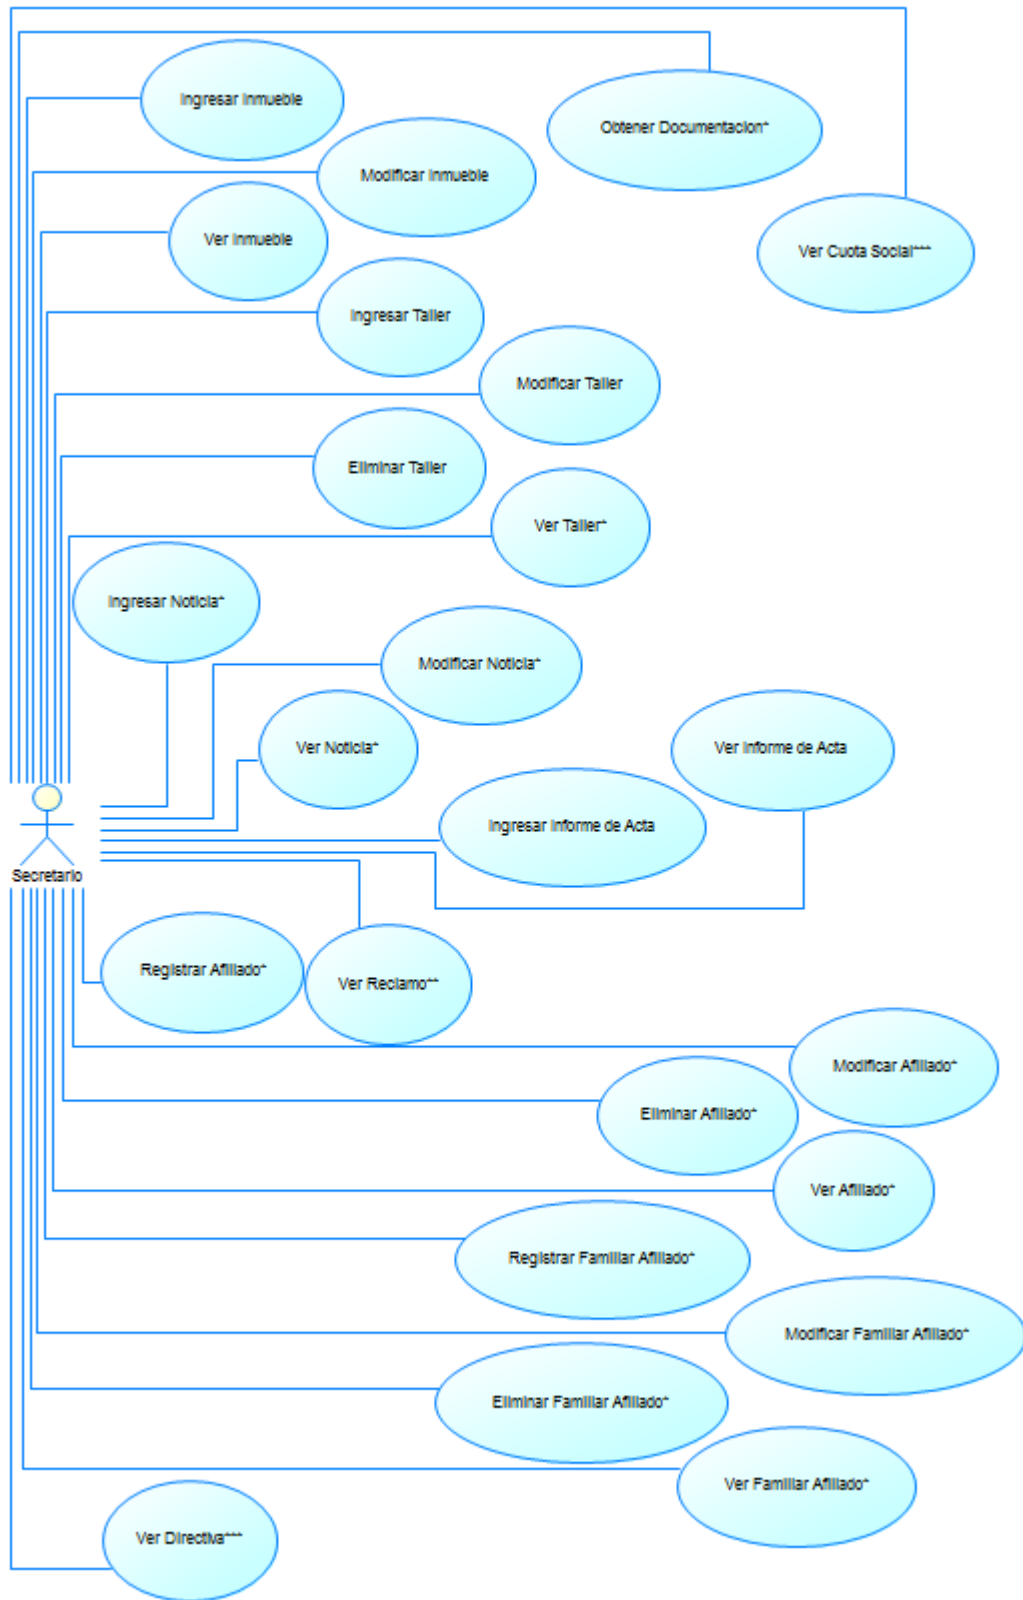 Ingresar Inmueble
Obtener Documentacion*
Modificar Inmueble
Ver Inmueble
Ver Cuota Social***
Ingresar Taller
Modificar Taller
Eliminar Taller
Ver Taller*
Ingresar Noticia*
Modificar Noticia*
Ver Noticia*
Ver Informe de Acta
Ingresar Informe de Acta
Secretario
Registrar Afiliado*
Ver Reclamo**
Modificar Afiliado*
Eliminar Afiliado*
Ver Afiliado*
Registrar Familiar Afiliado*
Modificar Familiar Afiliado*
Eliminar Familiar Afiliado*
Ver Familiar Afiliado*
Ver Directiva***